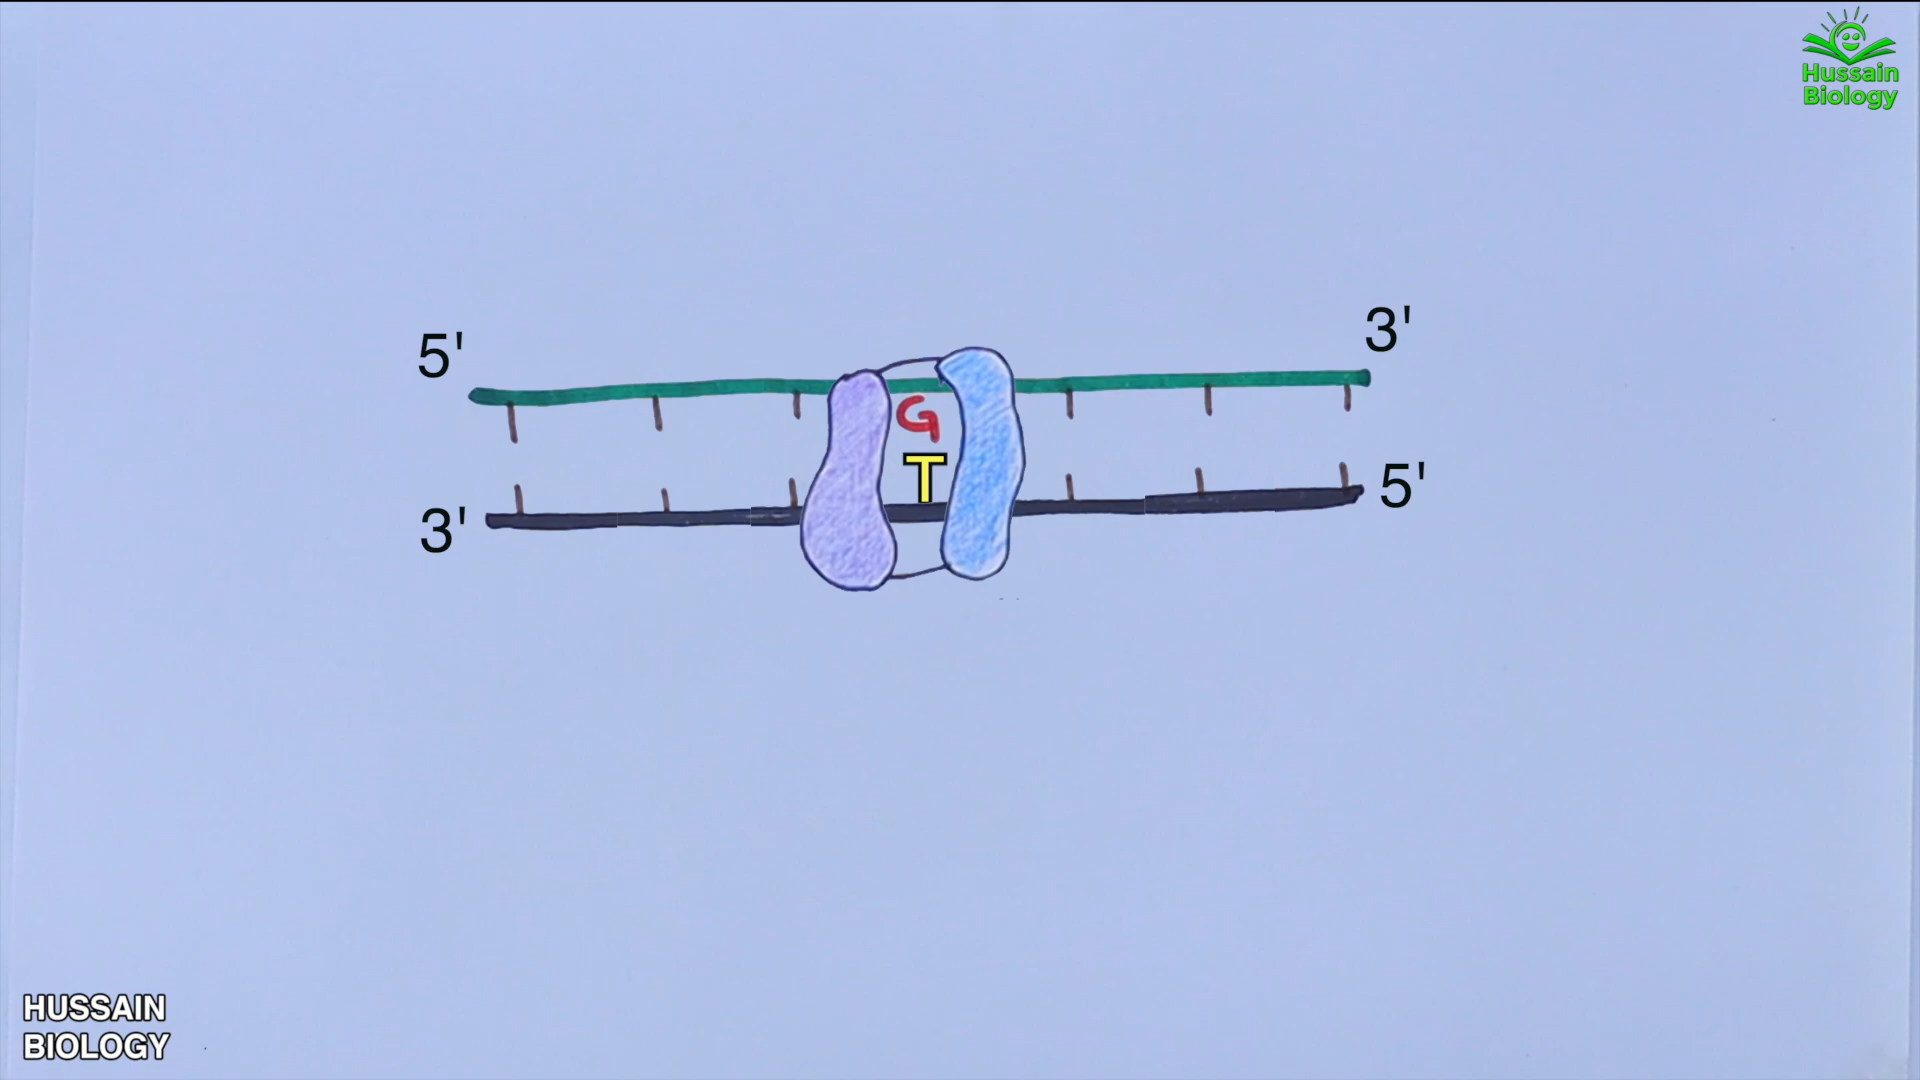 Hussain
Biology
5'
3'
G
T
3'
5'
HUSSAIN
BIOLOGY